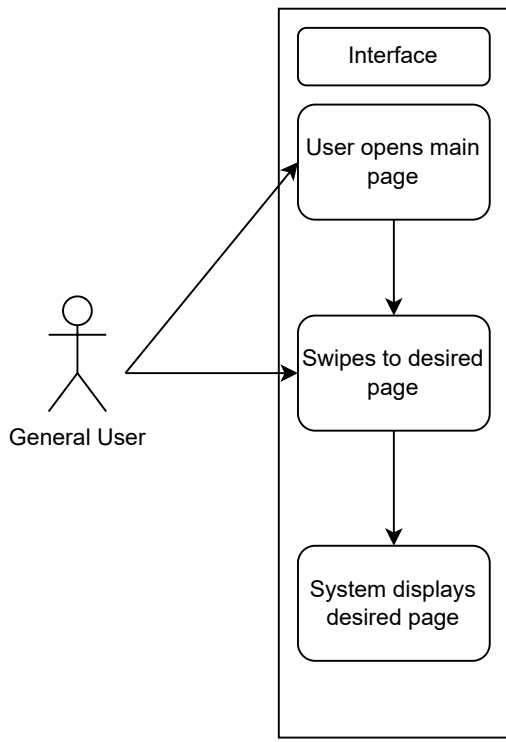 Interface
User opens main
page
Swipes to desired
page
General User
System displays
desired page